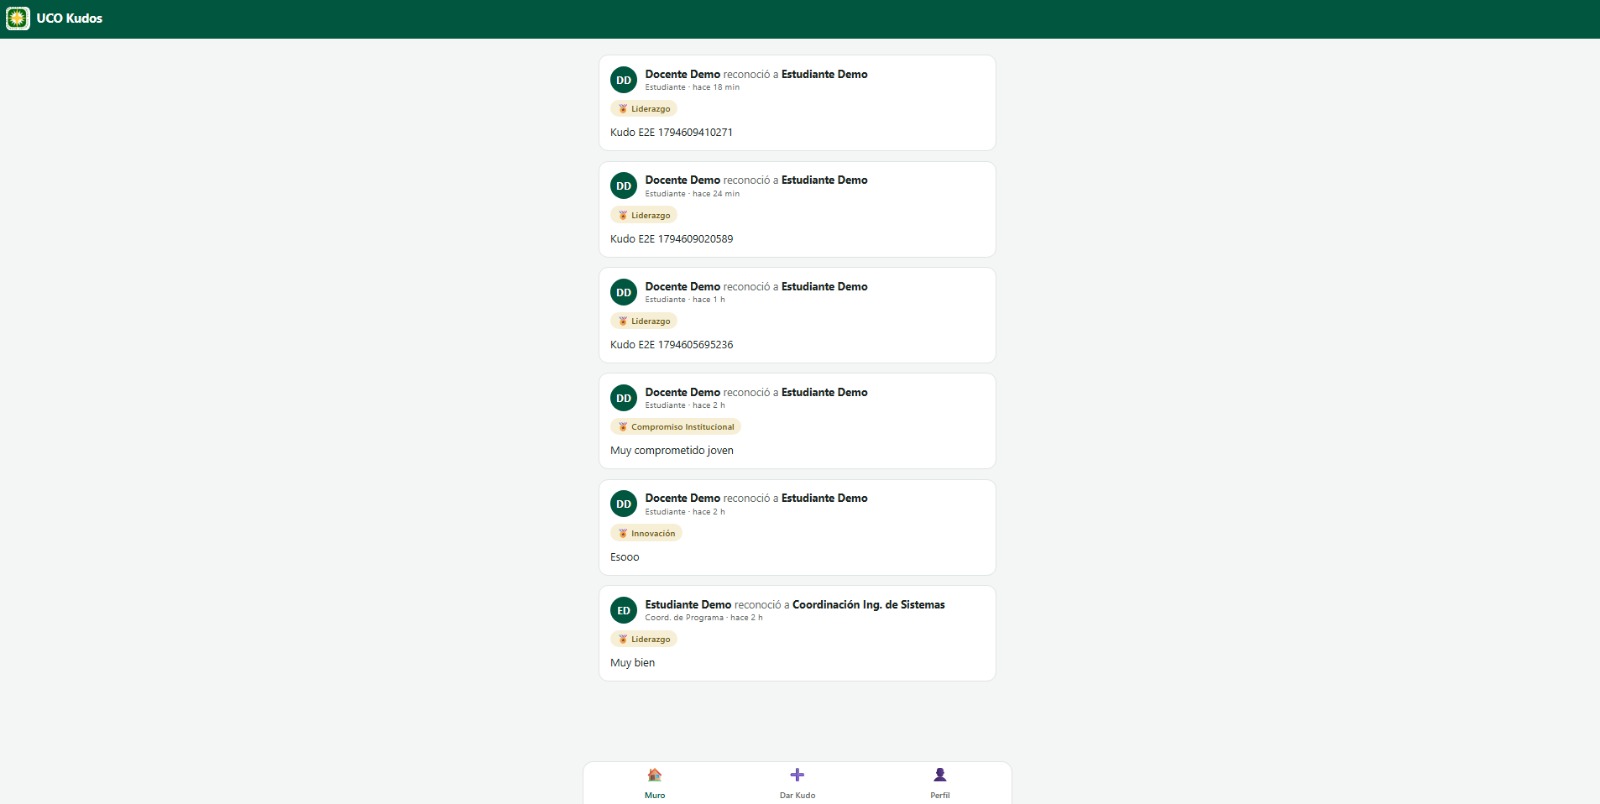 UCO Kudos
DD
Docente Demo reconoció a Estudiante Demo
Estudiante · hace 18 min
Liderazgo
Kudo E2E 1794609410271
DD
Docente Demo reconoció a Estudiante Demo
Estudiante · hace 24 min
Liderazgo
Kudo E2E 1794609020589
DD
Docente Demo reconoció a Estudiante Demo
Estudiante · hace 1 h
Liderazgo
Kudo E2E 1794605695236
DD
Docente Demo reconoció a Estudiante Demo
Estudiante · hace 2 h
Compromiso Institucional
Muy comprometido joven
DD
Docente Demo reconoció a Estudiante Demo
Estudiante · hace 2 h
Innovación
Esooo
ED
Estudiante Demo reconoció a Coordinación Ing. de Sistemas
Coord. de Programa · hace 2 h
Liderazgo
Muy bien
Muro
Dar Kudo
Perfil